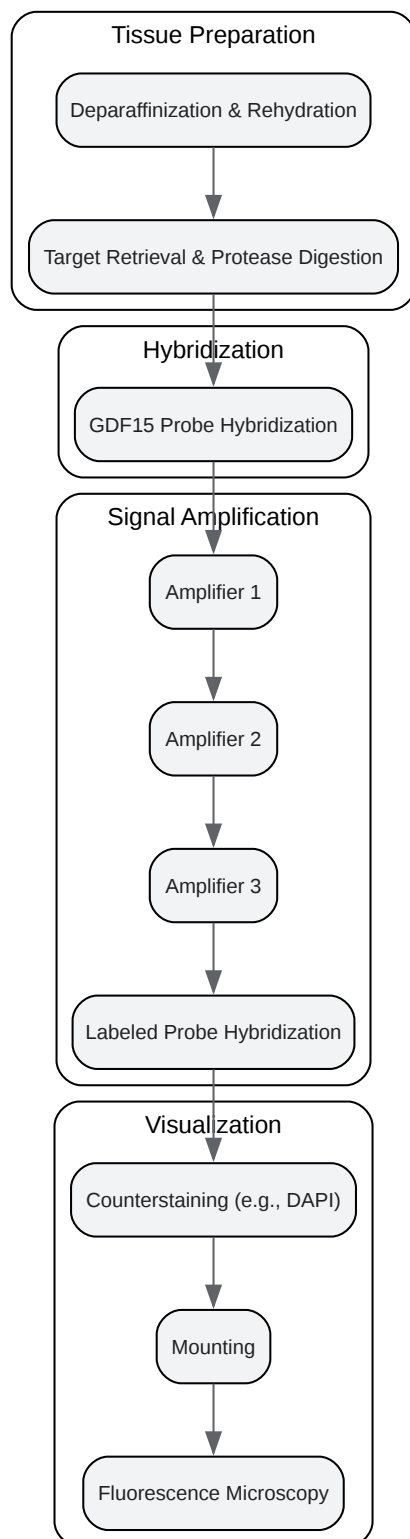 Tissue Preparation
Deparaffinization & Rehydration
Target Retrieval & Protease Digestion
Hybridization
GDF15 Probe Hybridization
Signal Amplification
Amplifier 1
Amplifier 2
Amplifier 3
Labeled Probe Hybridization
Visualization
Counterstaining (e.g., DAPI)
Mounting
Fluorescence Microscopy